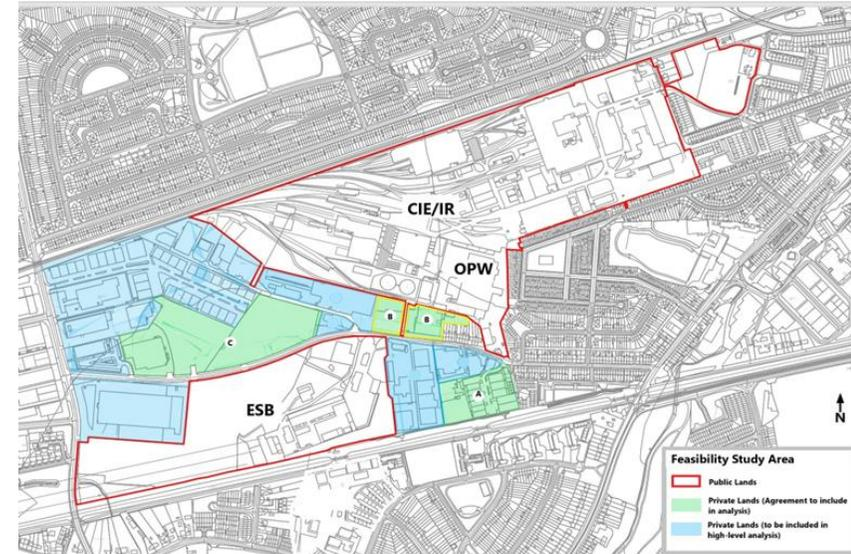 CIE/IR
OPW
B
B
C
A
ESB
N
Feasibility Study Area
Public Lands
Private Lands (Agreement to include
in analysis)
Private Lands (to be included in
high-level analysis)